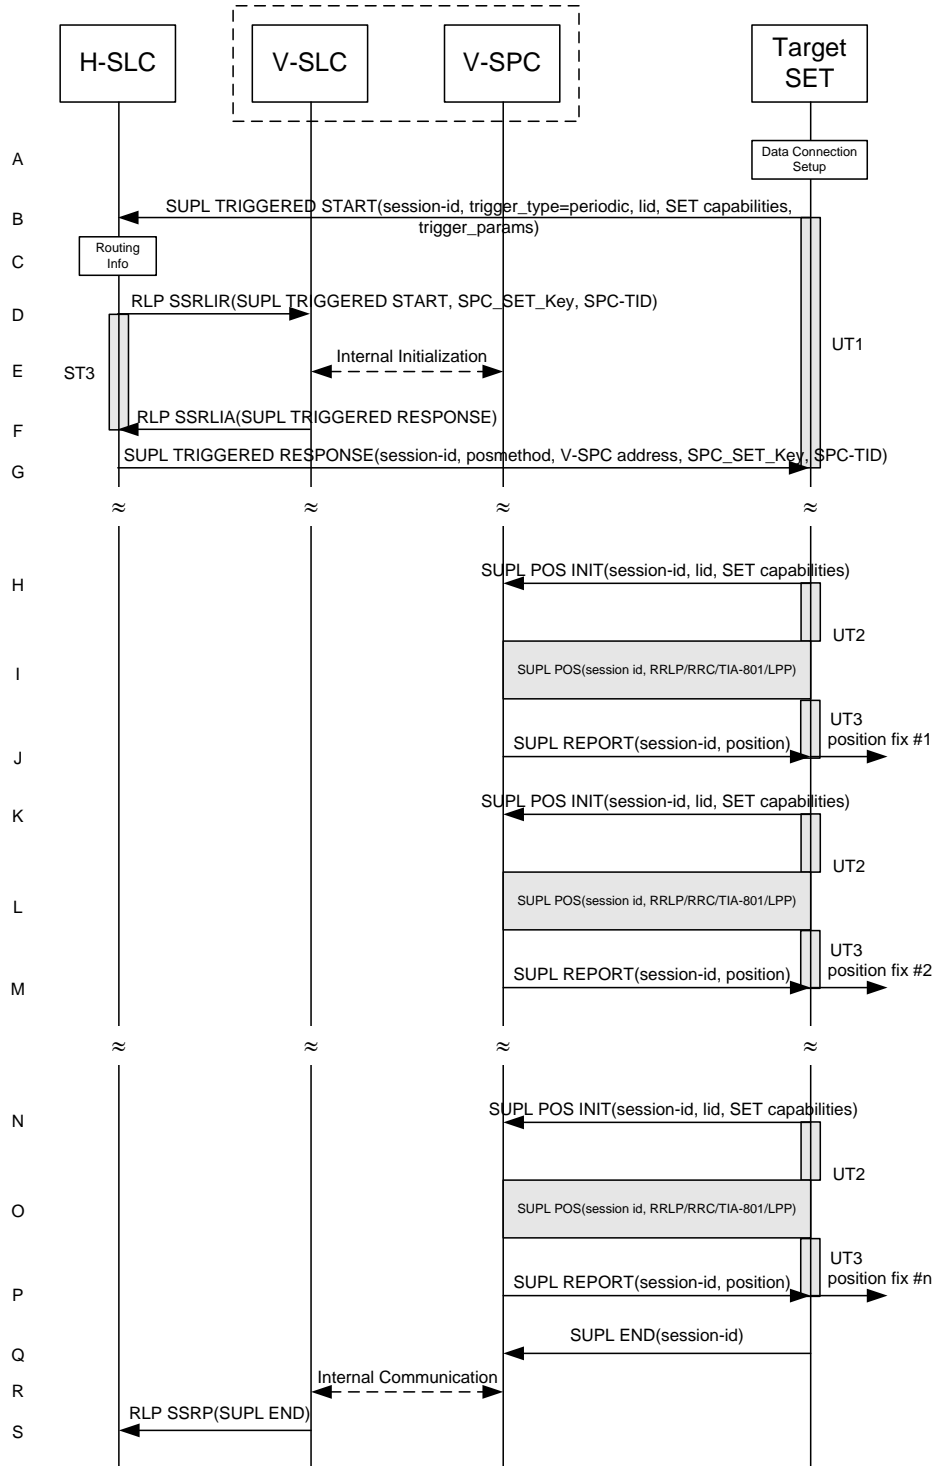 H-SLC
V-SLC
V-SPC
Target
SET
A
Data Connection
Setup
B
SUPL TRIGGERED START(session-id, trigger_type=periodic, lid, SET capabilities,
trigger_params)
C
Routing
Info
D
RLP SSRLIR(SUPL TRIGGERED START, SPC_SET_Key, SPC-TID)
UT1
E
ST3
Internal Initialization
F
RLP SSRLIA(SUPL TRIGGERED RESPONSE)
G
SUPL TRIGGERED RESPONSE(session-id, posmethod, V-SPC address, SPC_SET_Key, SPC-TID)
≈ ≈ ≈ ≈
H
SUPL POS INIT(session-id, lid, SET capabilities)
UT2
I
SUPL POS(session id, RRLP/RRC/TIA-801/LPP)
UT3
position fix #1
J
SUPL REPORT(session-id, position)
K
SUPL POS INIT(session-id, lid, SET capabilities)
UT2
L
SUPL POS(session id, RRLP/RRC/TIA-801/LPP)
UT3
position fix #2
M
SUPL REPORT(session-id, position)
≈ ≈ ≈ ≈
N
SUPL POS INIT(session-id, lid, SET capabilities)
UT2
O
SUPL POS(session id, RRLP/RRC/TIA-801/LPP)
UT3
position fix #n
P
SUPL REPORT(session-id, position)
Q
SUPL END(session-id)
R
Internal Communication
S
RLP SSRP(SUPL END)